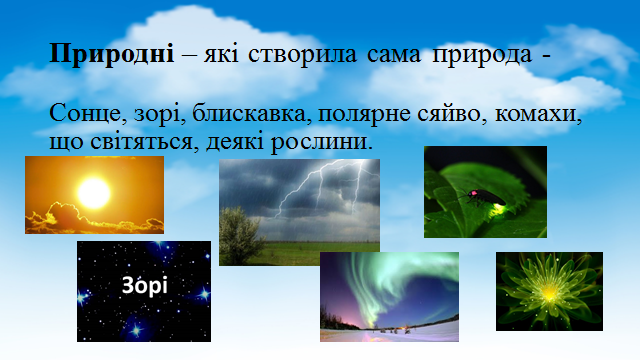 Природні – які створила сама природа -
Сонце, зорі, блискавка, полярне сяйво, комахи,
що світяться, деякі рослини.
Зорі